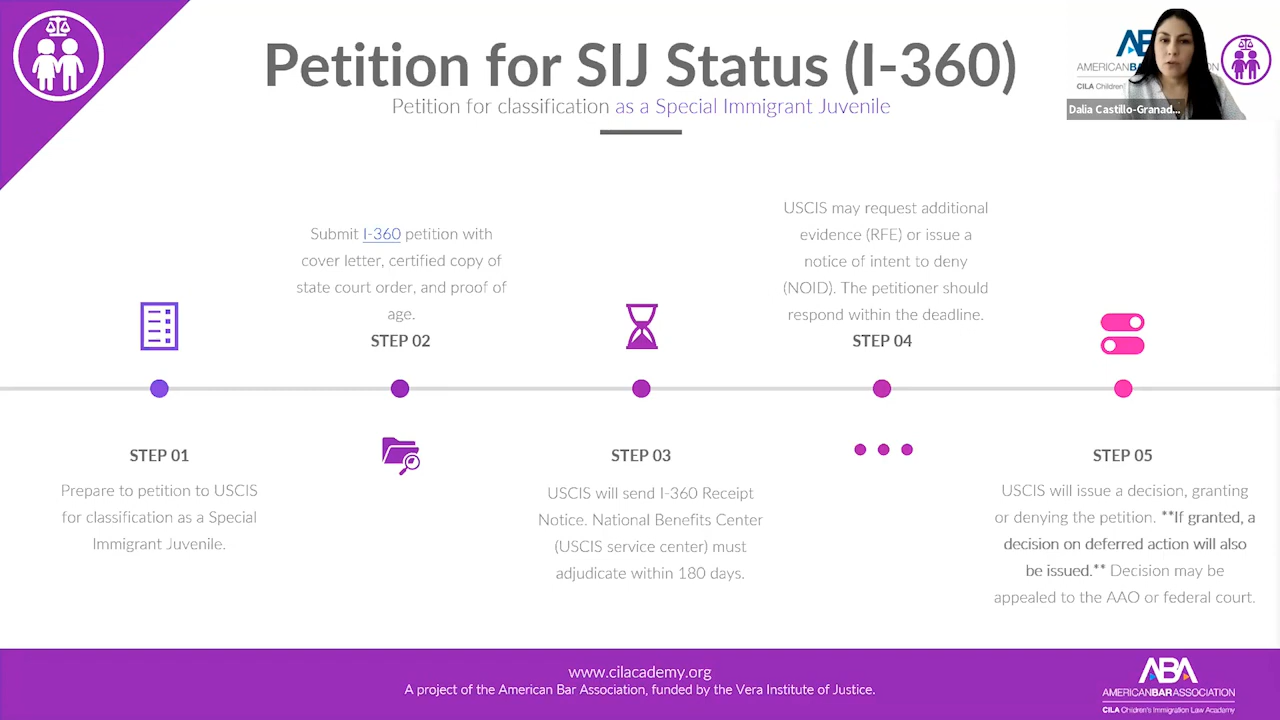 Petition for SIJ Status (I-360)
Petition for classification as a Special Immigrant Juvenile
AMERICANBAR
CILA Children
Dalia Castillo-Granad...
Submit I-360 petition with
cover letter, certified copy of
state court order, and proof of
age.
STEP 02
USCIS may request additional
evidence (RFE) or issue a
notice of intent to deny
(NOID). The petitioner should
respond within the deadline.
STEP 04
STEP 01
Prepare to petition to USCIS
for classification as a Special
Immigrant Juvenile.
STEP 03
USCIS will send I-360 Receipt
Notice. National Benefits Center
(USCIS service center) must
adjudicate within 180 days.
STEP 05
USCIS will issue a decision, granting
or denying the petition. **If granted, a
decision on deferred action will also
be issued.** Decision may be
appealed to the AAO or federal court.
www.cilacademy.org
A project of the American Bar Association, funded by the Vera Institute of Justice.
ABA
AMERICANBARASSOCIATION
CILA Children's Immigration Law Academy